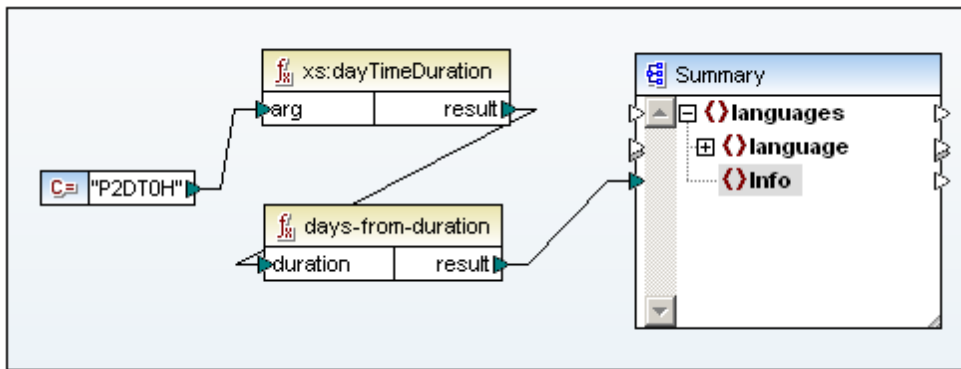 xs:dayTimeDuration
arg result
C= "P2DT0H"
days-from-duration
duration result
Summary
languages
language
Info